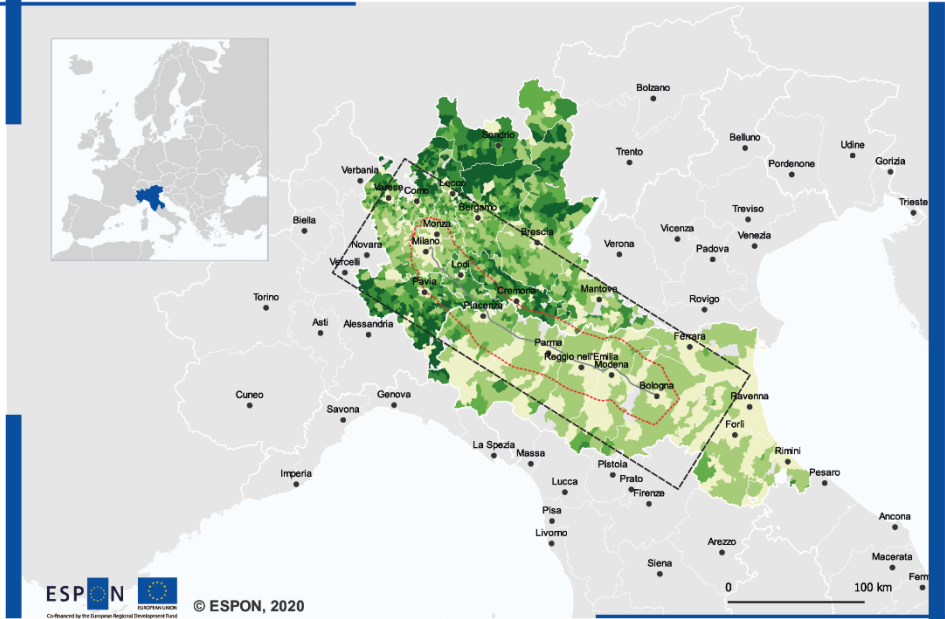 Bolzano
Sondrio
Trento
Belluno
Udine
Pordenone
Gorizia
Verbania
Varese
Como
Lecco
Bergamo
Treviso
Trieste
Biella
Monza
Milano
Brescia
Vicenza
Venezia
Novara
Verona
Padova
Vercelli
Lodi
Pavia
Cremona
Mantova
Torino
Piacenza
Rovigo
Asti
Alessandria
Parma
Ferrara
Reggio nell'Emilia
Modena
Bologna
Cuneo
Genova
Ravenna
Savona
Forlì
La Spezia
Massa
Rimini
Pistoia
Pesaro
Imperia
Lucca
Prato
Firenze
Pisa
Ancona
Livorno
Arezzo
Macerata
Siena
Ferm
0
100 km
ESPON
EUROPEAN UNION
Co-financed by the European Regional Development Fund
© ESPON, 2020